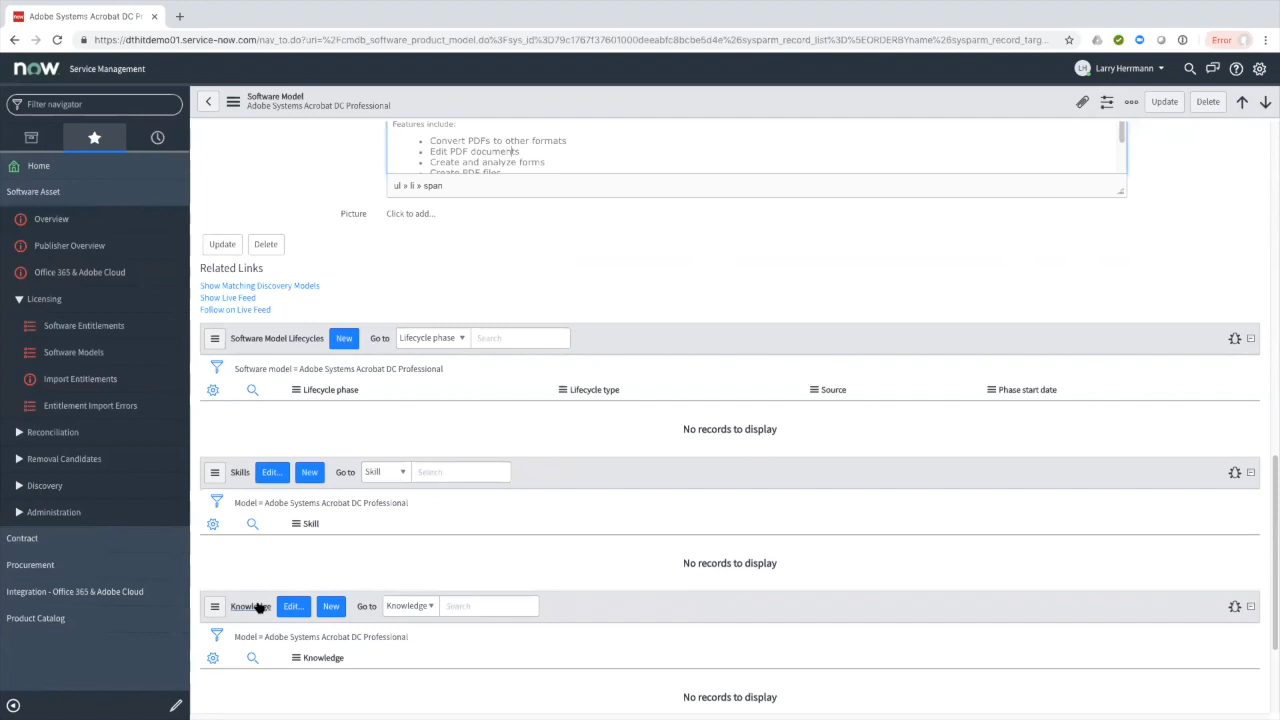 now Adobe Systems Acrobat DC Pr
https://dthitdemo01.service-now.com/nav_to.do?uri=%2Fcmdb_software_product_model.do%3Fsys_id%3D79c1767f37601000deeabfc8bcbe5d4e%26sysparm_record_list%3D%5EORDERBYname%26sysparm_record_targ...
Error
now Service Management
Larry Herrmann
Filter navigator
Software Model
Adobe Systems Acrobat DC Professional
Update Delete
Home
Software Asset
Overview
Publisher Overview
Office 365 & Adobe Cloud
Licensing
Software Entitlements
Software Models
Import Entitlements
Entitlement Import Errors
Reconciliation
Removal Candidates
Discovery
Administration
Contract
Procurement
Integration - Office 365 & Adobe Cloud
Product Catalog
Features include:
Convert PDFs to other formats
Edit PDF documents
Create and analyze forms
Create PDF files
ul » li » span
Picture Click to add...
Update Delete
Related Links
Show Matching Discovery Models
Show Live Feed
Follow on Live Feed
Software Model Lifecycles New Go to Lifecycle phase Search
Software model = Adobe Systems Acrobat DC Professional
Lifecycle phase Lifecycle type Source Phase start date
No records to display
Skills Edit... New Go to Skill Search
Model = Adobe Systems Acrobat DC Professional
Skill
No records to display
Knowledge Edit... New Go to Knowledge Search
Model = Adobe Systems Acrobat DC Professional
Knowledge
No records to display